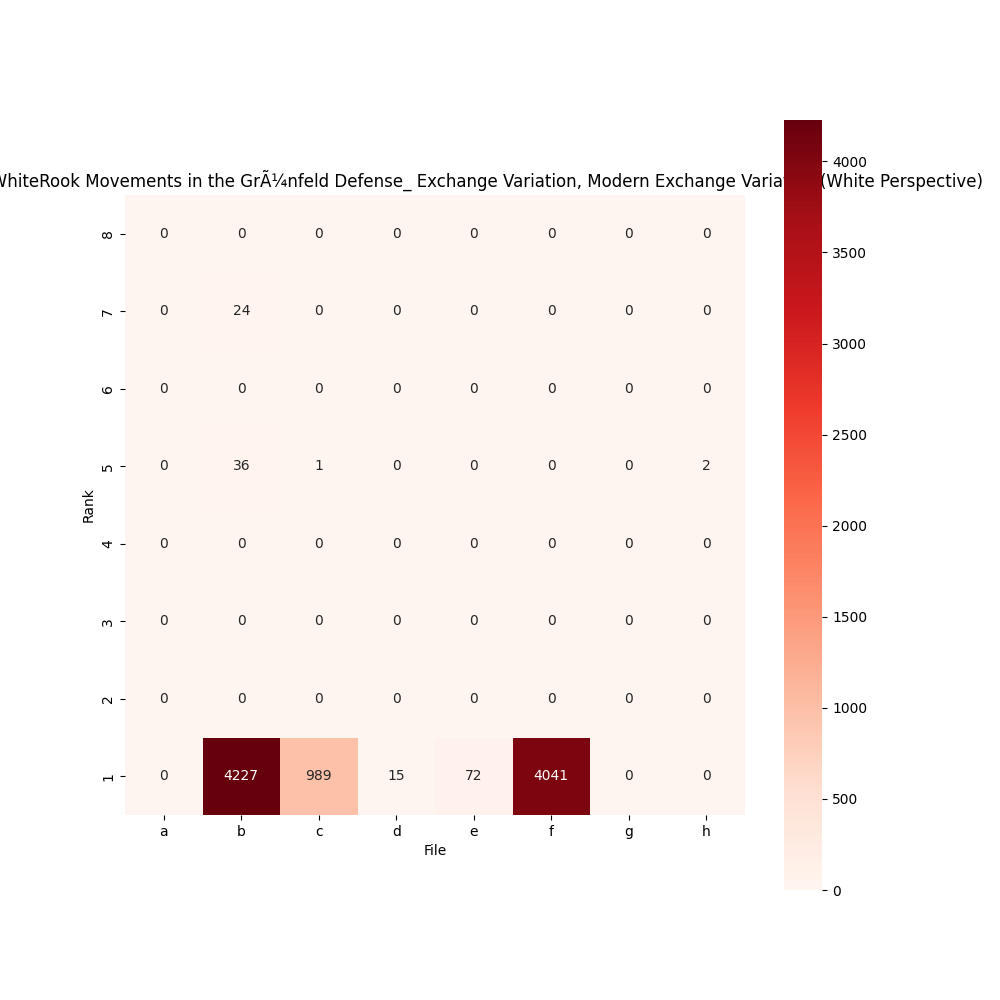 WhiteRook Movements in the GrÃ¼nfeld Defense_ Exchange Variation, Modern Exchange (White Perspective)
4000
3500
8 0 0 0 0 0 0 0 0
3000
7 0 24 0 0 0 0 0 0
6 0 0 0 0 0 0 0 0
2500
5 0 36 1 0 0 0 0 2
Rank
2000
4 0 0 0 0 0 0 0 0
3 0 0 0 0 0 0 0 0
1500
2 0 0 0 0 0 0 0 0
1000
1 0 4227 989 15 72 4041 0 0
500
a b c d e f g h
File
0